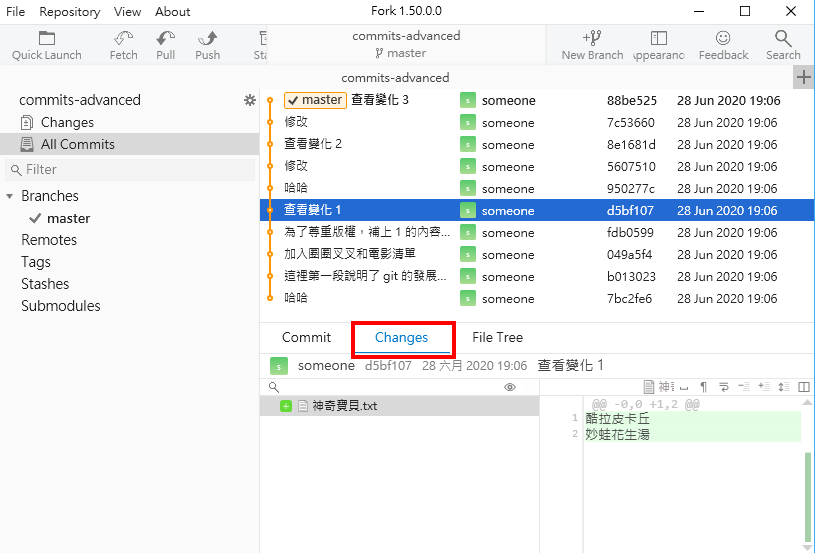 File Repository View About Fork 1.50.0.0
Quick Launch Fetch Pull Push Sta commits-advanced master New Branch Appearance Feedback Search
commits-advanced
commits-advanced
Changes
All Commits
Filter
Branches
master
Remotes
Tags
Stashes
Submodules
master 查看變化 3 someone 88be525 28 Jun 2020 19:06
修改 someone 7c53660 28 Jun 2020 19:06
查看變化 2 someone 8e1681d 28 Jun 2020 19:06
修改 someone 5607510 28 Jun 2020 19:06
哈哈 someone 950277c 28 Jun 2020 19:06
查看變化 1 someone d5bf107 28 Jun 2020 19:06
為了尊重版權，補上 1 的內容... someone fdb0599 28 Jun 2020 19:06
加入圈圈叉叉和電影清單 someone 049a5f4 28 Jun 2020 19:06
這裡第一段說明了 git 的發展... someone b013023 28 Jun 2020 19:06
哈哈 someone 7bc2fe6 28 Jun 2020 19:06
Commit Changes File Tree
s someone d5bf107 28 六月 2020 19:06 查看變化 1
神奇寶貝.txt
@@ -0,0 +1,2 @@
1 酷拉皮卡丘
2 妙蛙花生湯